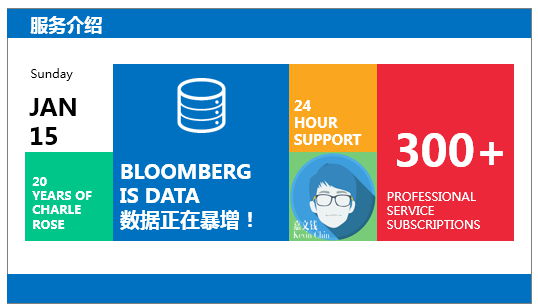 服务介绍
Sunday
JAN
15
20
YEARS OF
CHARLE
ROSE
BLOOMBERG
IS DATA
数据正在暴增！
24
HOUR
SUPPORT
嘉文钱
Kevin Chin
300+
PROFESSIONAL
SERVICE
SUBSCRIPTIONS